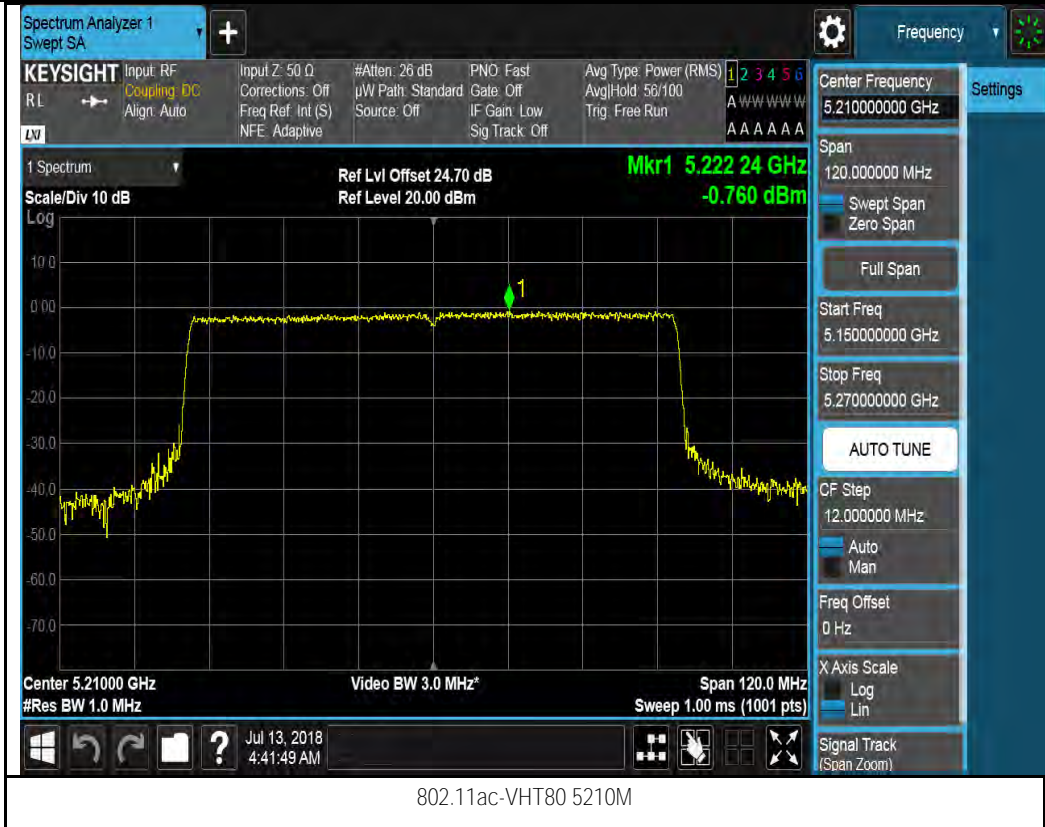 Spectrum Analyzer 1
Swept SA
+
Frequency
KEYSIGHT
RL
LXI
Input: RF
Coupling: DC
Align: Auto
Input Z: 50 Ω
Corrections: Off
Freq Ref: Int (S)
NFE: Adaptive
#Atten: 26 dB
µW Path: Standard
Source: Off
PNO: Fast
Gate: Off
IF Gain: Low
Sig Track: Off
Avg Type: Power (RMS)
Avg|Hold: 56/100
Trig: Free Run
1 2 3 4 5 6
A W W W W W
A A A A A A
1 Spectrum
Scale/Div 10 dB
Ref Lvl Offset 24.70 dB
Ref Level 20.00 dBm
Mkr1 5.222 24 GHz
-0.760 dBm
Log
10.0
0.00
-10.0
-20.0
-30.0
-40.0
-50.0
-60.0
-70.0
1
Center 5.21000 GHz
#Res BW 1.0 MHz
Video BW 3.0 MHz*
Span 120.0 MHz
Sweep 1.00 ms (1001 pts)
?
Jul 13, 2018
4:41:49 AM
Center Frequency
5.210000000 GHz
Span
120.000000 MHz
Swept Span
Zero Span
Full Span
Start Freq
5.150000000 GHz
Stop Freq
5.270000000 GHz
AUTO TUNE
CF Step
12.000000 MHz
Auto
Man
Freq Offset
0 Hz
X Axis Scale
Log
Lin
Signal Track
(Span Zoom)
Settings
802.11ac-VHT80 5210M